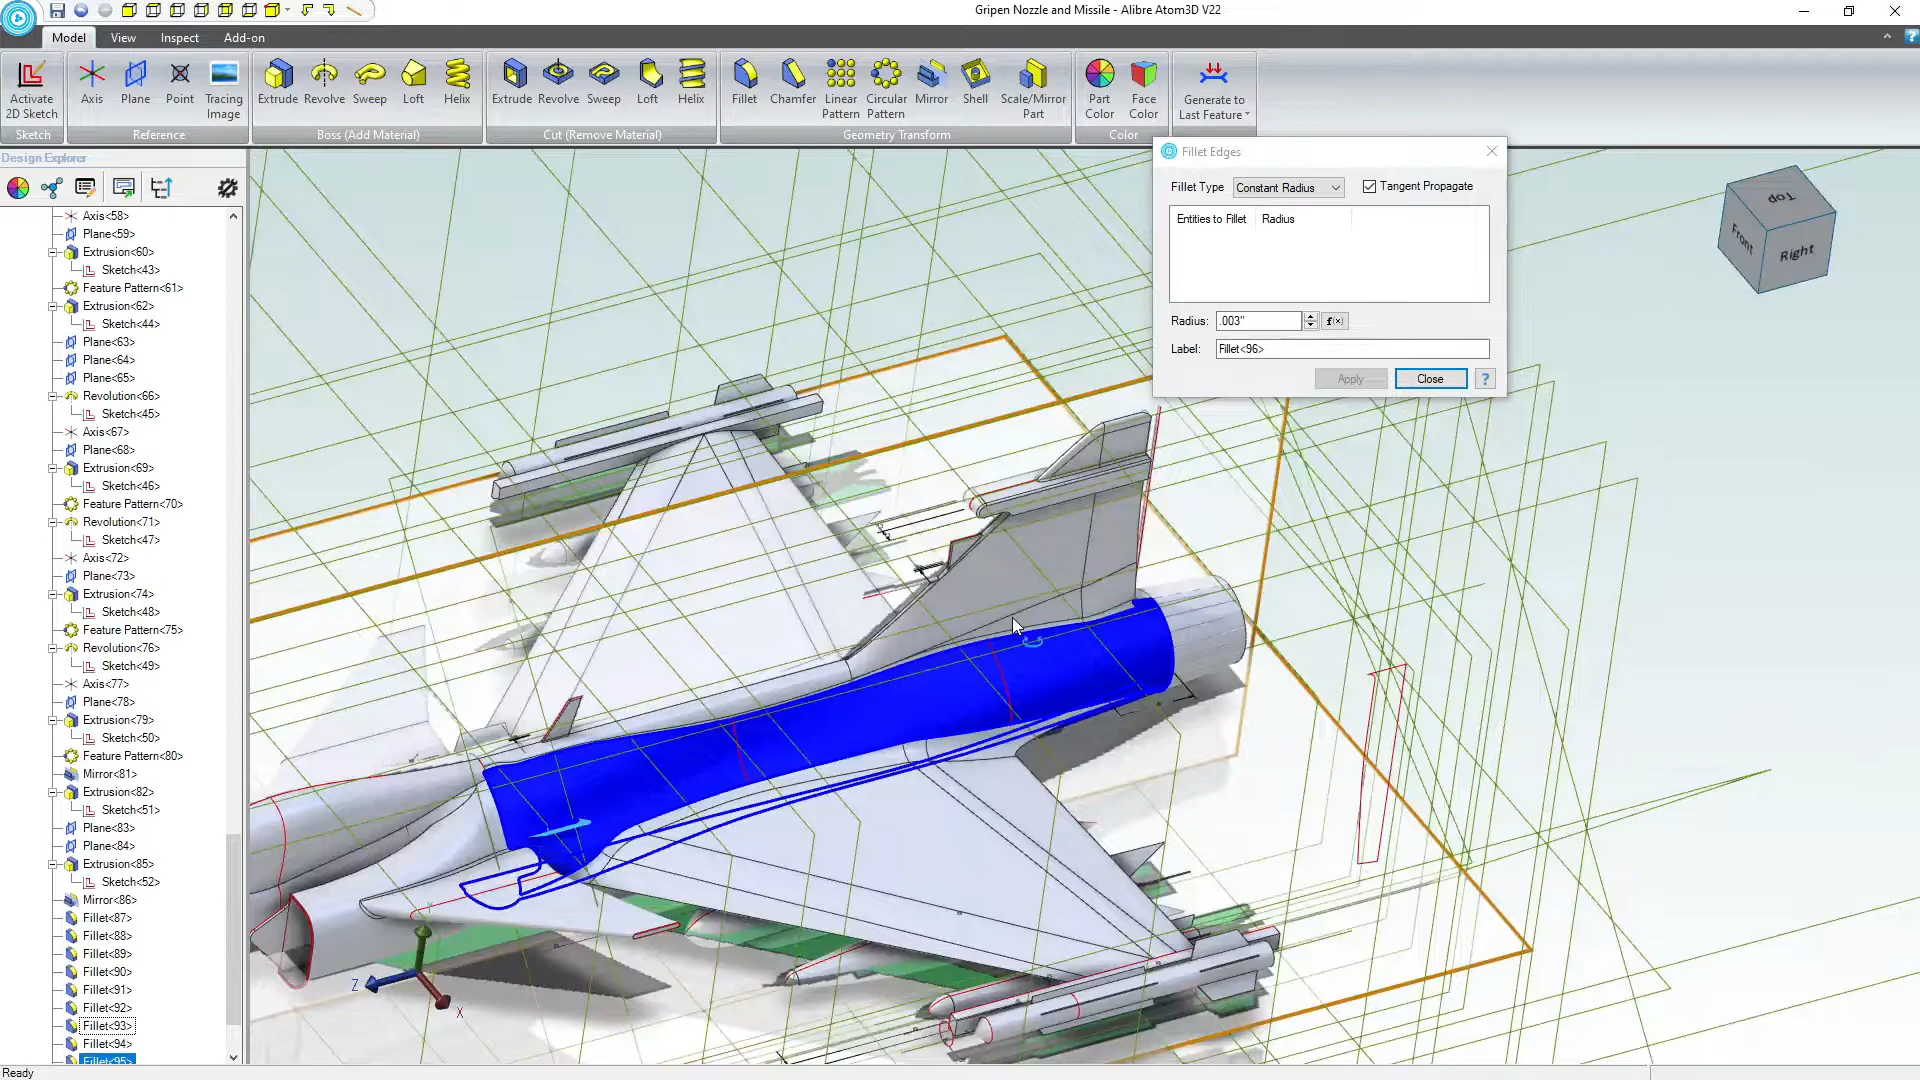 Gripen Nozzle and Missile - Alibre Atom3D V22
Model View Inspect Add-on
Activate 2D Sketch
Axis
Plane
Point
Tracing Image
Extrude
Revolve
Sweep
Loft
Helix
Extrude
Revolve
Sweep
Loft
Helix
Fillet
Chamfer
Linear Pattern
Circular Pattern
Mirror
Shell
Scale/Mirror Part
Part Color
Face Color
Generate to Last Feature
Sketch
Reference
Boss (Add Material)
Cut (Remove Material)
Geometry Transform
Color
Design Explorer
Axis<58>
Plane<59>
Extrusion<60>
Sketch<43>
Feature Pattern<61>
Extrusion<62>
Sketch<44>
Plane<63>
Plane<64>
Plane<65>
Revolution<66>
Sketch<45>
Axis<67>
Plane<68>
Extrusion<69>
Sketch<46>
Feature Pattern<70>
Revolution<71>
Sketch<47>
Axis<72>
Plane<73>
Extrusion<74>
Sketch<48>
Feature Pattern<75>
Revolution<76>
Sketch<49>
Axis<77>
Plane<78>
Extrusion<79>
Sketch<50>
Feature Pattern<80>
Mirror<81>
Extrusion<82>
Sketch<51>
Plane<83>
Plane<84>
Extrusion<85>
Sketch<52>
Mirror<86>
Fillet<87>
Fillet<88>
Fillet<89>
Fillet<90>
Fillet<91>
Fillet<92>
Fillet<93>
Fillet<94>
Fillet<95>
Fillet Edges
Fillet Type Constant Radius Tangent Propagate
Entities to Fillet Radius
Radius: .003" f(x)
Label: Fillet<96>
Apply Close ?
Top
Front
Right
Y
Z
X
Ready